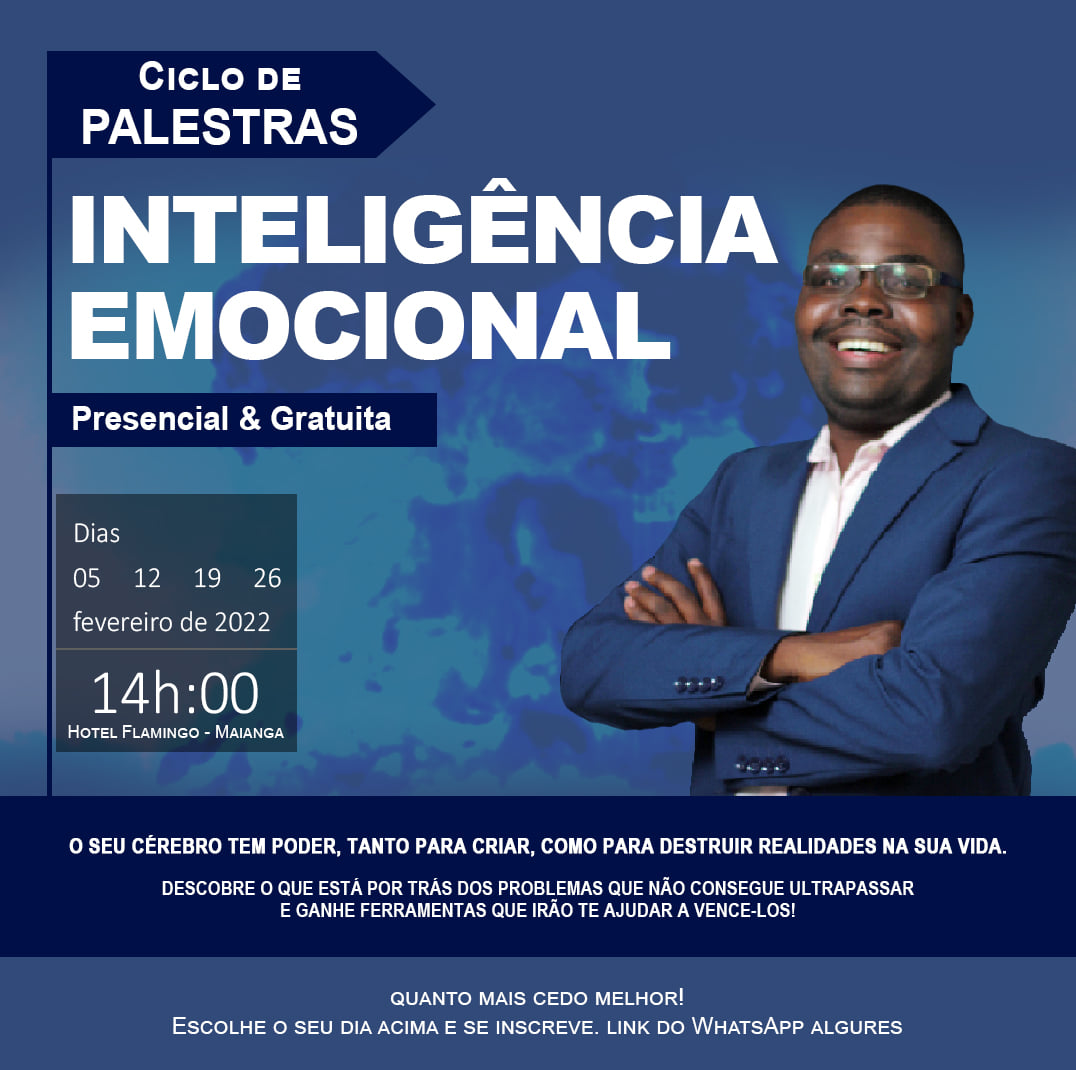 Ciclo de
PALESTRAS
INTELIGÊNCIA
EMOCIONAL
Presencial & Gratuita
Dias
05 12 19 26
fevereiro de 2022
14h:00
Hotel Flamingo - Maianga
O SEU CÉREBRO TEM PODER, TANTO PARA CRIAR, COMO PARA DESTRUIR REALIDADES NA SUA VIDA.
DESCOBRE O QUE ESTÁ POR TRÁS DOS PROBLEMAS QUE NÃO CONSEGUE ULTRAPASSAR
E GANHE FERRAMENTAS QUE IRÃO TE AJUDAR A VENCE-LOS!
QUANTO MAIS CEDO MELHOR!
Escolhe o seu dia acima e se inscreve. link do WhatsApp algures